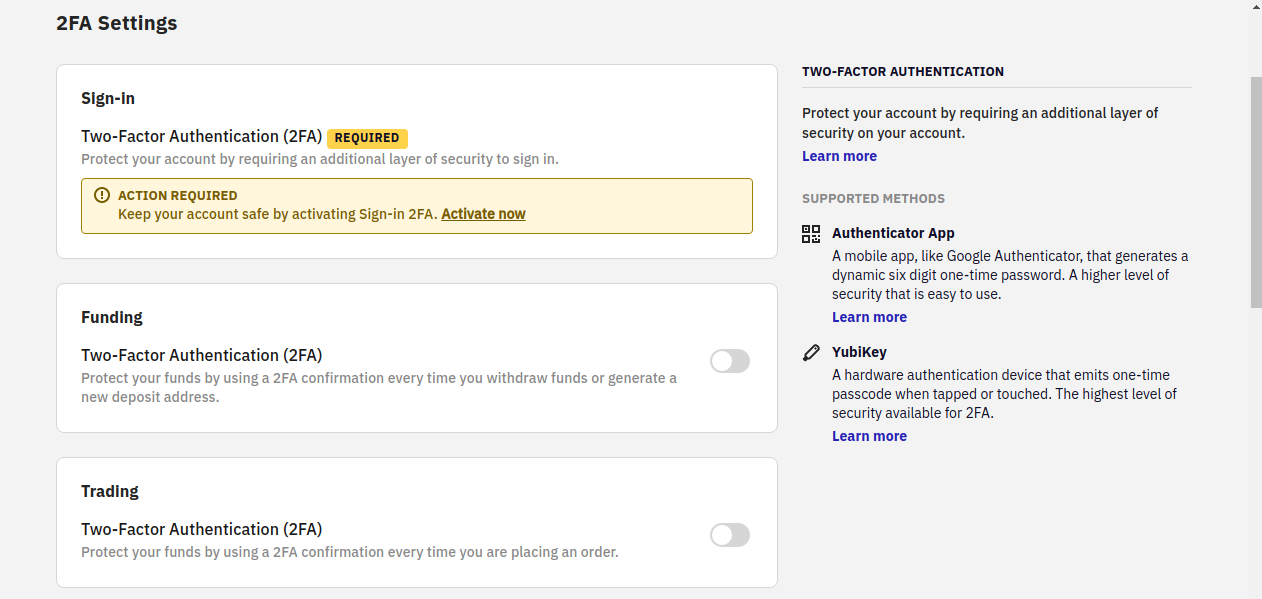 2FA Settings
Sign-in
Two-Factor Authentication (2FA) REQUIRED
Protect your account by requiring an additional layer of security to sign in.
ACTION REQUIRED
Keep your account safe by activating Sign-in 2FA. Activate now
Funding
Two-Factor Authentication (2FA)
Protect your funds by using a 2FA confirmation every time you withdraw funds or generate a
new deposit address.
Trading
Two-Factor Authentication (2FA)
Protect your funds by using a 2FA confirmation every time you are placing an order.
TWO-FACTOR AUTHENTICATION
Protect your account by requiring an additional layer of
security on your account.
Learn more
SUPPORTED METHODS
Authenticator App
A mobile app, like Google Authenticator, that generates a
dynamic six digit one-time password. A higher level of
security that is easy to use.
Learn more
YubiKey
A hardware authentication device that emits one-time
passcode when tapped or touched. The highest level of
security available for 2FA.
Learn more